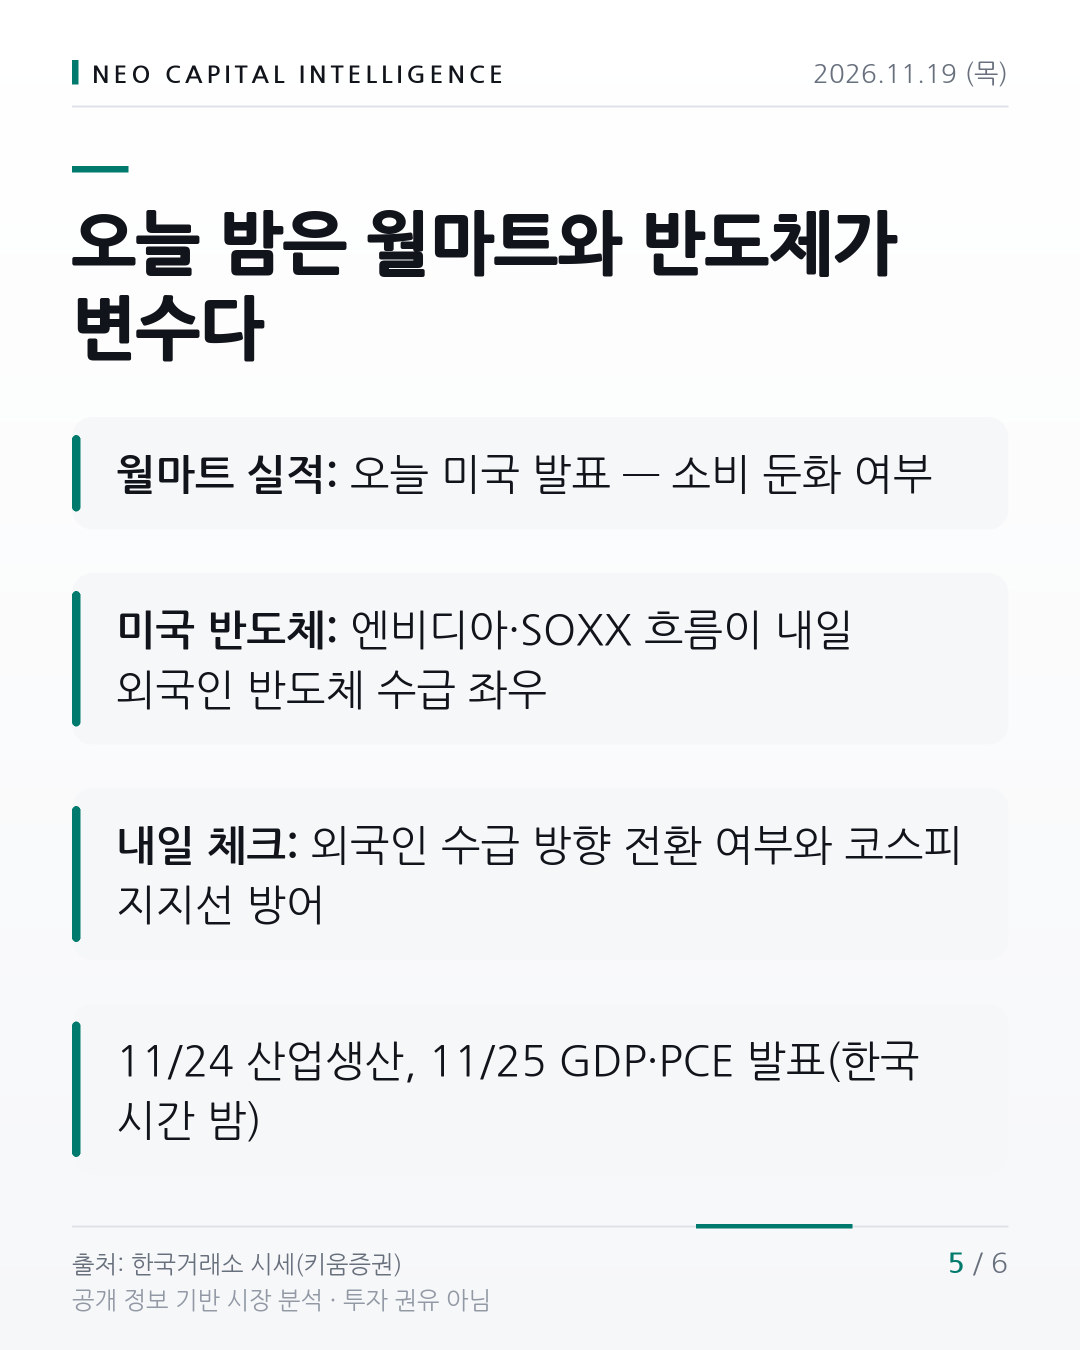 NEO CAPITAL INTELLIGENCE
2026.11.19 (목)
오늘 밤은 월마트와 반도체가
변수다
월마트 실적: 오늘 미국 발표 — 소비 둔화 여부
미국 반도체: 엔비디아·SOXX 흐름이 내일
외국인 반도체 수급 좌우
내일 체크: 외국인 수급 방향 전환 여부와 코스피
지지선 방어
11/24 산업생산, 11/25 GDP·PCE 발표(한국
시간 밤)
출처: 한국거래소 시세(키움증권)
5 / 6
공개 정보 기반 시장 분석 · 투자 권유 아님